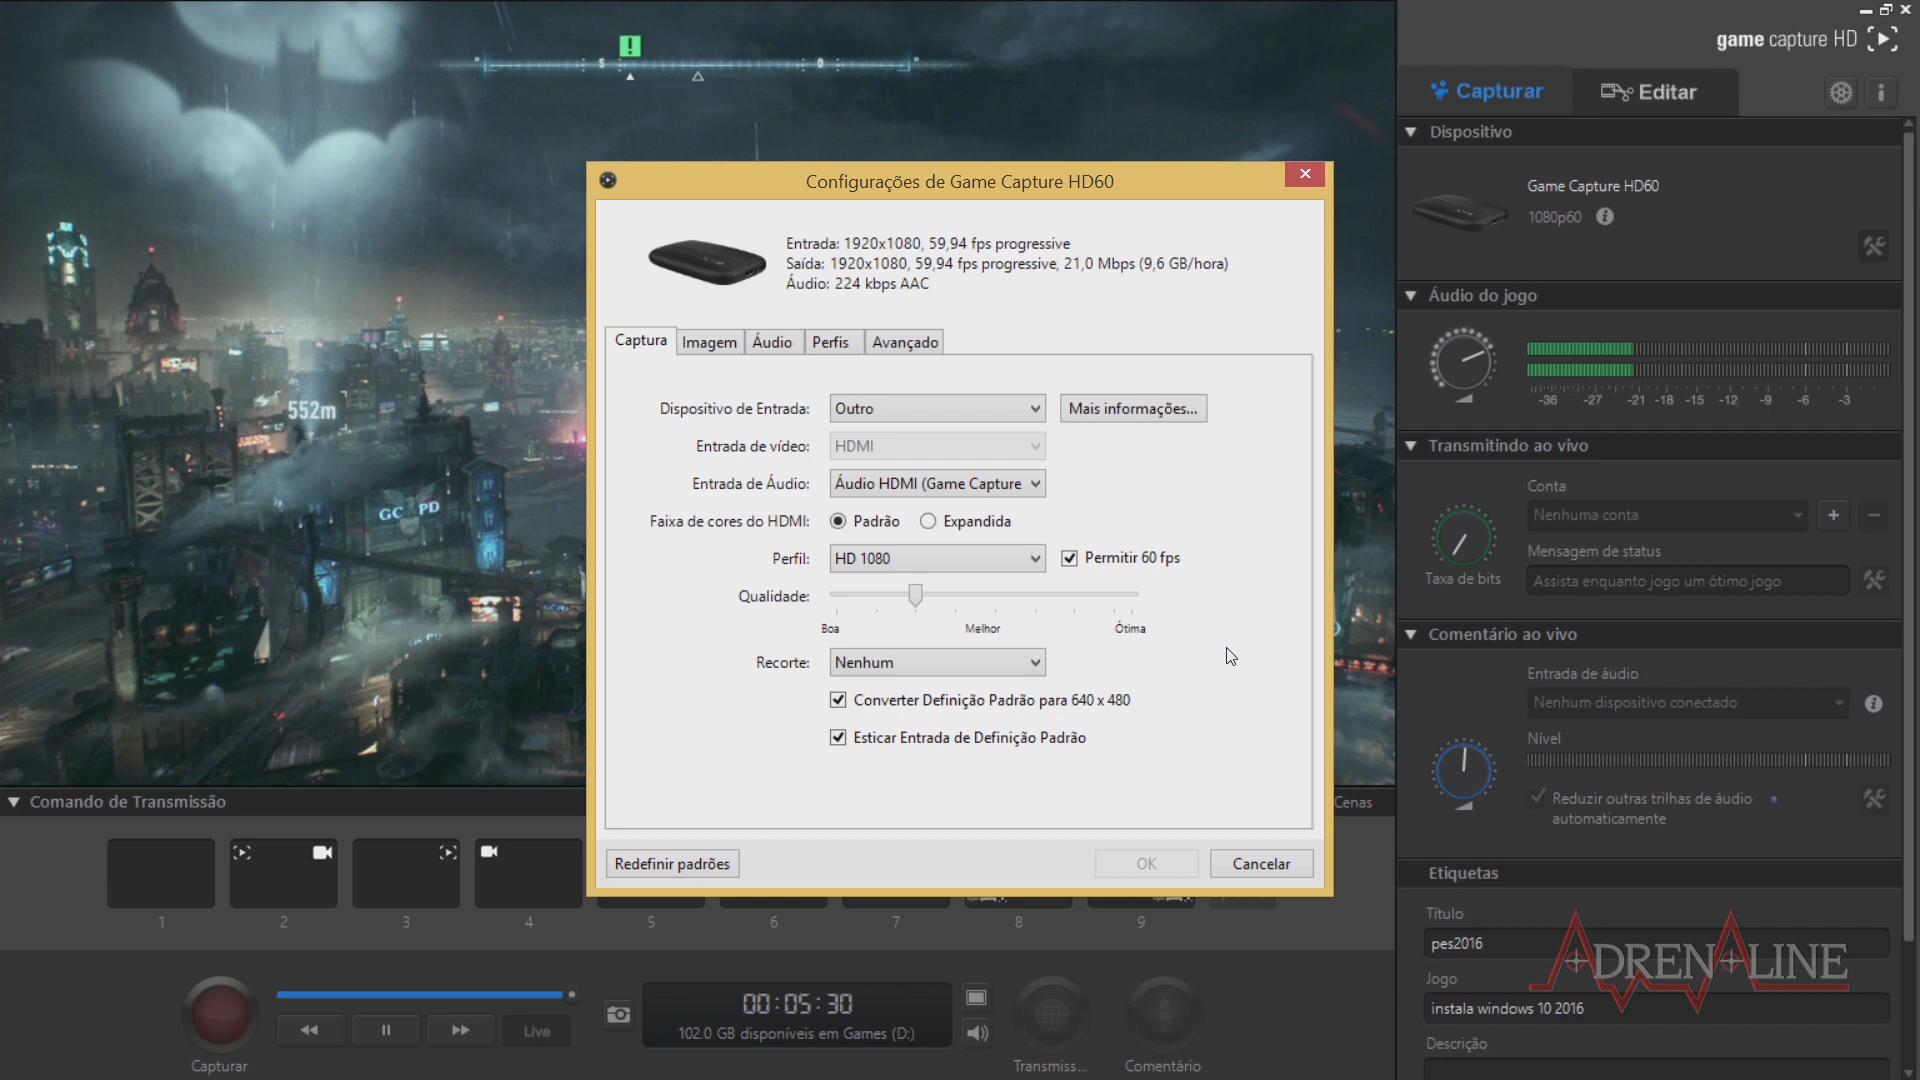 S
O
552m
GC PD
game capture HD
Capturar
Editar
Dispositivo
Game Capture HD60
1080p60
Áudio do jogo
-36 -27 -21 -18 -15 -12 -9 -6 -3
Transmitindo ao vivo
Conta
Nenhuma conta
Taxa de bits
Mensagem de status
Assista enquanto jogo um ótimo jogo
Comentário ao vivo
Entrada de áudio
Nenhum dispositivo conectado
Nível
Reduzir outras trilhas de áudio
automaticamente
Etiquetas
Título
pes2016
Jogo
instala windows 10 2016
Descrição
ADRENALINE
Configurações de Game Capture HD60
Entrada: 1920x1080, 59,94 fps progressive
Saída: 1920x1080, 59,94 fps progressive, 21,0 Mbps (9,6 GB/hora)
Áudio: 224 kbps AAC
Captura Imagem Áudio Perfis Avançado
Dispositivo de Entrada: Outro Mais informações...
Entrada de vídeo: HDMI
Entrada de Áudio: Áudio HDMI (Game Capture
Faixa de cores do HDMI: Padrão Expandida
Perfil: HD 1080 Permitir 60 fps
Qualidade:
Boa Melhor Ótima
Recorte: Nenhum
Converter Definição Padrão para 640 x 480
Esticar Entrada de Definição Padrão
Redefinir padrões OK Cancelar
Comando de Transmissão
Cenas
1 2 3 4 5 6 7 8 9
Capturar
Live
00:05:30
102.0 GB disponíveis em Games (D:)
Transmiss...
Comentário